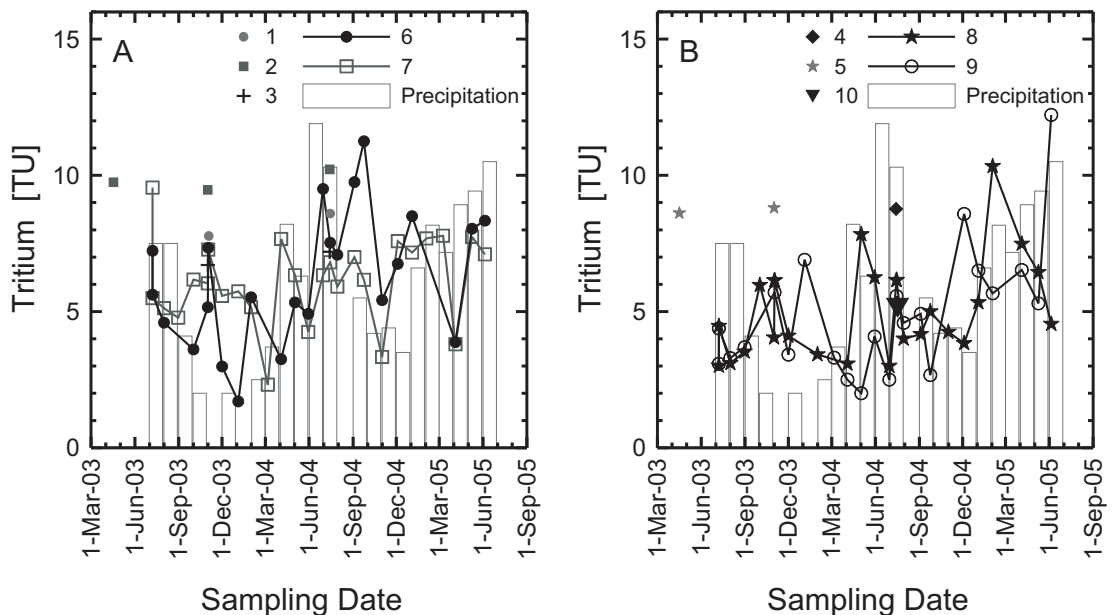 A
1 6
2 7
3 Precipitation
15
10
5
0
Tritium [TU]
1-Mar-03
1-Jun-03
1-Sep-03
1-Dec-03
1-Mar-04
1-Jun-04
1-Sep-04
1-Dec-04
1-Mar-05
1-Jun-05
1-Sep-05
Sampling Date
B
4 8
5 9
10 Precipitation
15
10
5
0
Tritium [TU]
1-Mar-03
1-Jun-03
1-Sep-03
1-Dec-03
1-Mar-04
1-Jun-04
1-Sep-04
1-Dec-04
1-Mar-05
1-Jun-05
1-Sep-05
Sampling Date